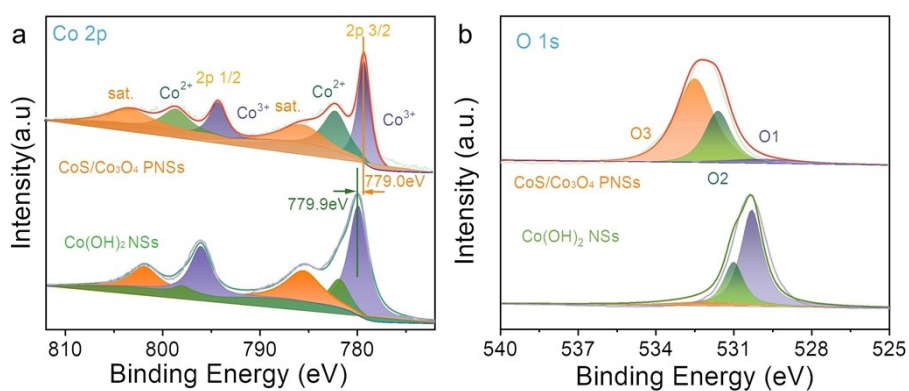 a
Co 2p
2p 3/2
sat.
Co²⁺
2p 1/2
Co³⁺
sat.
Co²⁺
Co³⁺
CoS/Co₃O₄ PNSs
779.0eV
779.9eV
Co(OH)₂ NSs
Intensity(a.u)
810
800
790
780
Binding Energy (eV)
b
O 1s
O3
O1
O2
CoS/Co₃O₄ PNSs
Co(OH)₂ NSs
Intensity (a.u.)
540
537
534
531
528
525
Binding Energy (eV)